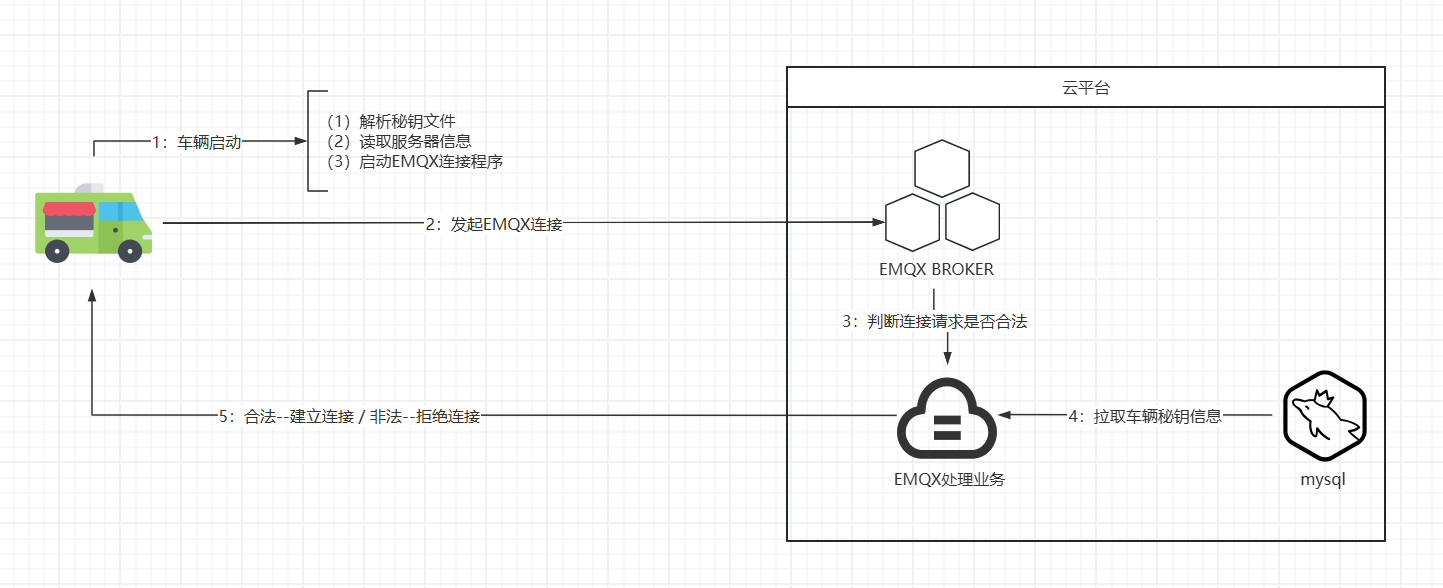 云平台
1：车辆启动
（1）解析秘钥文件
（2）读取服务器信息
（3）启动EMQX连接程序
2：发起EMQX连接
EMQX BROKER
3：判断连接请求是否合法
5：合法--建立连接 / 非法--拒绝连接
4：拉取车辆秘钥信息
EMQX处理业务
mysql